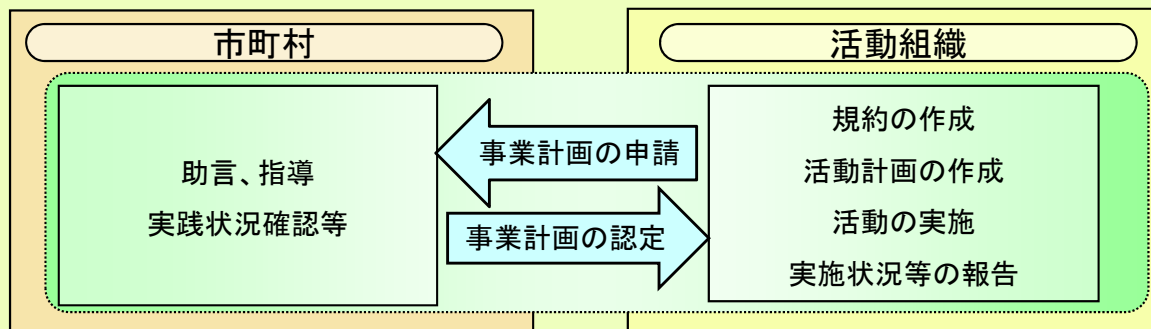 市町村
活動組織
助言、指導
実践状況確認等
事業計画の申請
事業計画の認定
規約の作成
活動計画の作成
活動の実施
実施状況等の報告